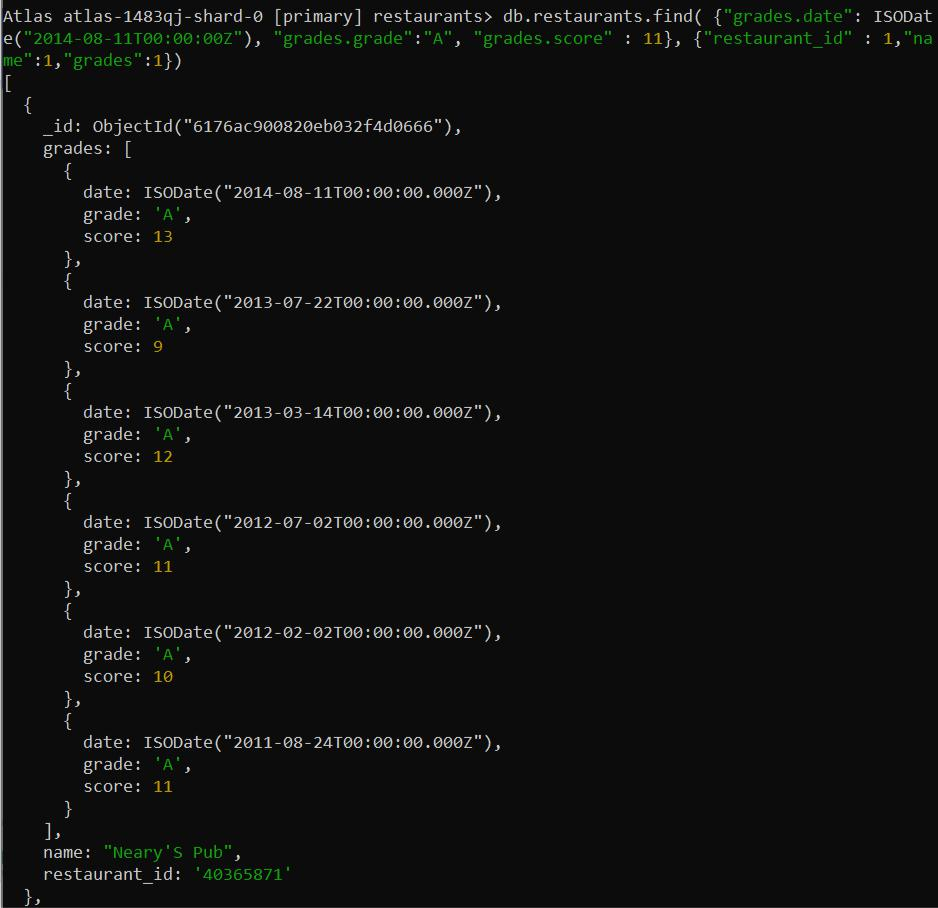 Atlas atlas-1483qj-shard-0 [primary] restaurants> db.restaurants.find( {"grades.date": ISODat
e("2014-08-11T00:00:00Z"), "grades.grade":"A", "grades.score" : 11}, {"restaurant_id" : 1,"na
me":1,"grades":1})
[
  {
    _id: ObjectId("6176ac900820eb032f4d0666"),
    grades: [
      {
        date: ISODate("2014-08-11T00:00:00.000Z"),
        grade: 'A',
        score: 13
      },
      {
        date: ISODate("2013-07-22T00:00:00.000Z"),
        grade: 'A',
        score: 9
      },
      {
        date: ISODate("2013-03-14T00:00:00.000Z"),
        grade: 'A',
        score: 12
      },
      {
        date: ISODate("2012-07-02T00:00:00.000Z"),
        grade: 'A',
        score: 11
      },
      {
        date: ISODate("2012-02-02T00:00:00.000Z"),
        grade: 'A',
        score: 10
      },
      {
        date: ISODate("2011-08-24T00:00:00.000Z"),
        grade: 'A',
        score: 11
      }
    ],
    name: "Neary'S Pub",
    restaurant_id: '40365871'
  },